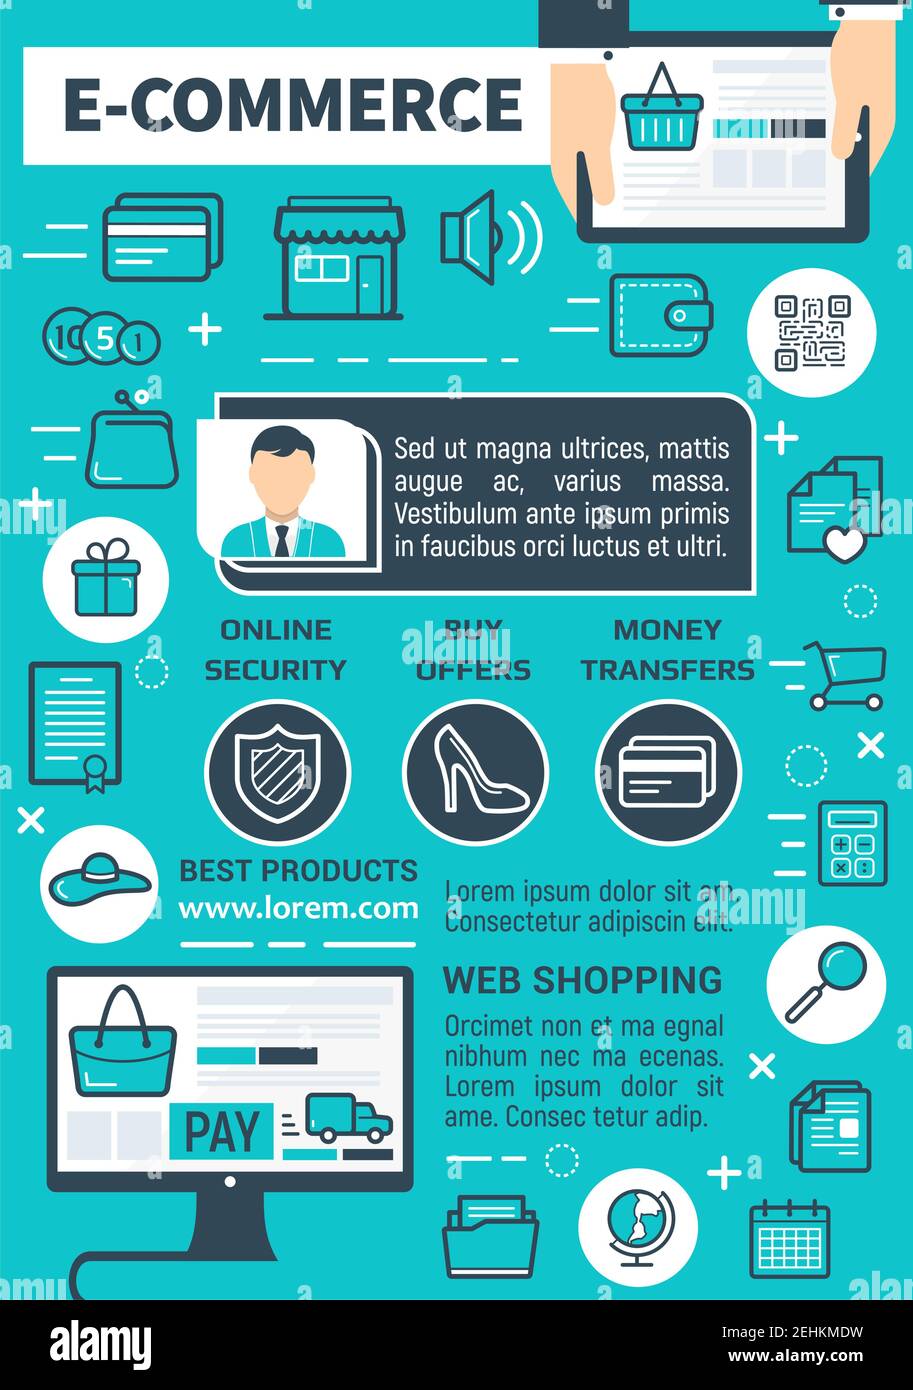 E-COMMERCE
10 5 1
Sed ut magna ultrices, mattis
augue ac, varius massa.
Vestibulum ante ipsum primis
in faucibus orci luctus et ultri.
ONLINE
SECURITY
BUY
OFFERS
MONEY
TRANSFERS
BEST PRODUCTS
www.lorem.com
Lorem ipsum dolor sit am,
Consectetur adipiscin elit.
WEB SHOPPING
Orcimet non et ma egnal
nibhum nec ma ecenas.
Lorem ipsum dolor sit
ame. Consec tetur adip.
PAY
alamy
Image ID: 2EHKMDW
www.alamy.com